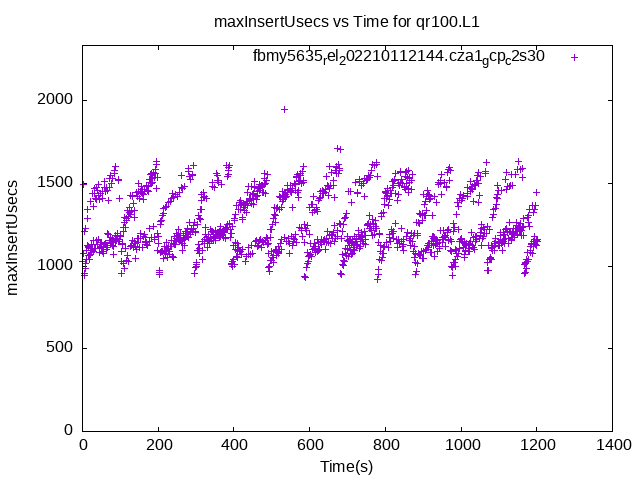 maxInsertUsecs vs Time for qr100.L1
fbmy5635_rel_202210112144.cza1_gcp_c2s30
2000
1500
1000
500
0
maxInsertUsecs
0 200 400 600 800 1000 1200 1400
Time(s)